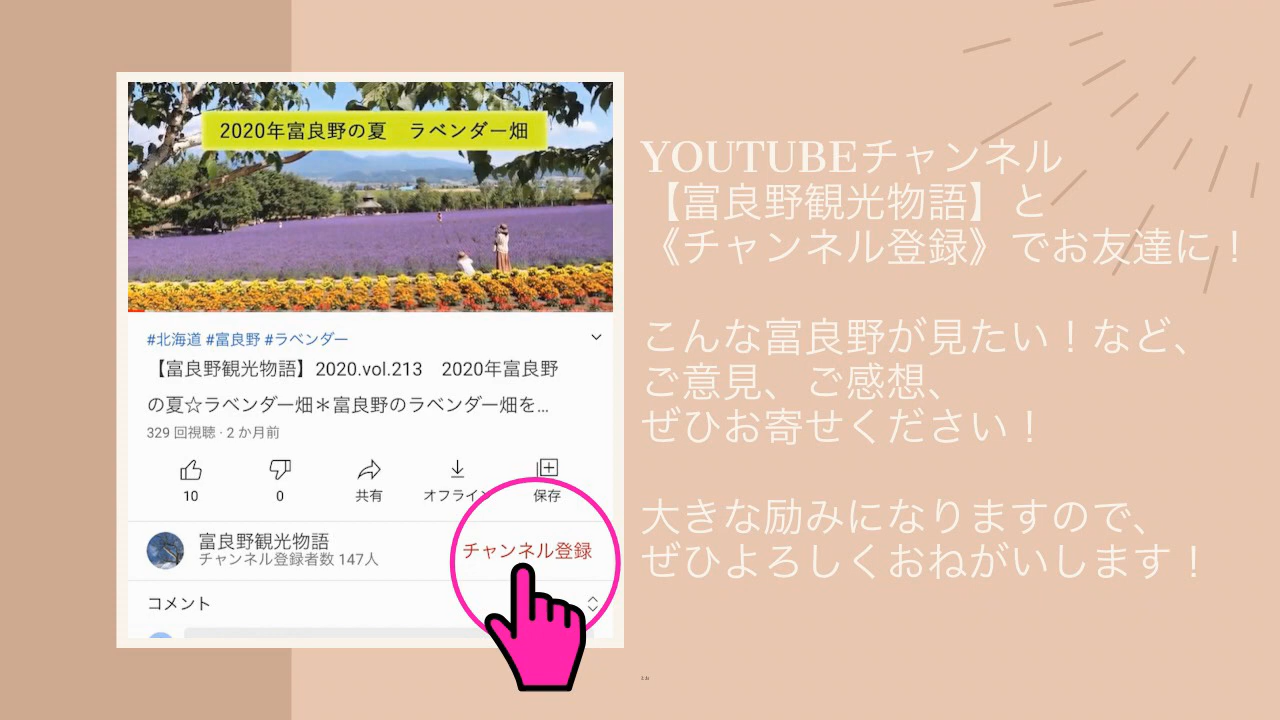 2020年富良野の夏　ラベンダー畑
#北海道 #富良野 #ラベンダー
【富良野観光物語】2020.vol.213　2020年富良野
の夏☆ラベンダー畑＊富良野のラベンダー畑を...
329 回視聴・2 か月前
10
0
共有
オフライン
保存
富良野観光物語
チャンネル登録者数 147人
チャンネル登録
コメント
YOUTUBEチャンネル
【富良野観光物語】と
《チャンネル登録》でお友達に！
こんな富良野が見たい！など、
ご意見、ご感想、
ぜひお寄せください！
大きな励みになりますので、
ぜひよろしくおねがいします！